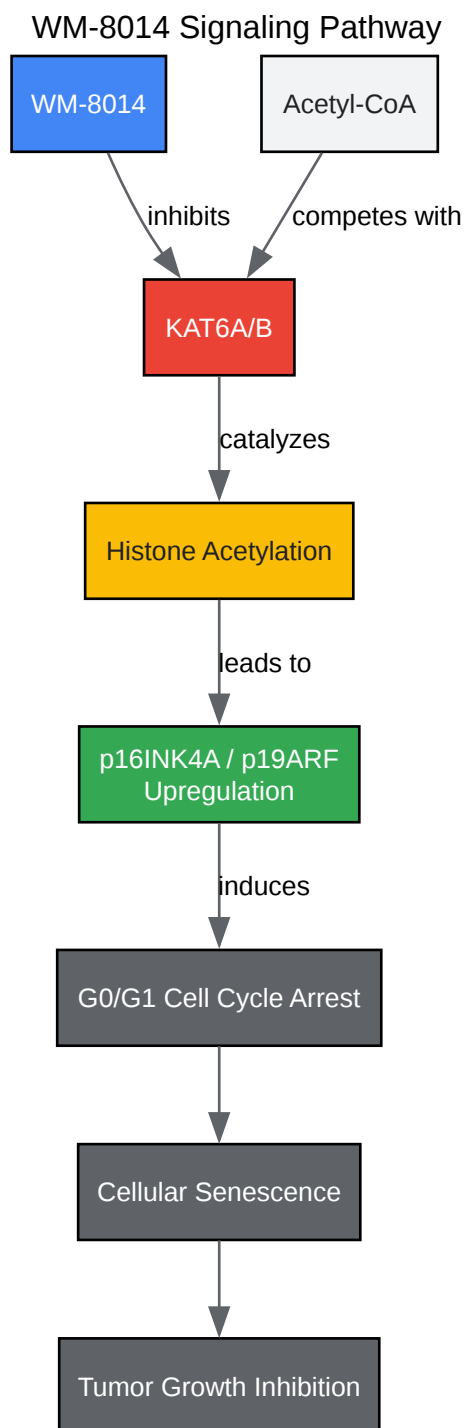 WM-8014 Signaling Pathway
WM-8014
Acetyl-CoA
inhibits
competes with
KAT6A/B
catalyzes
Histone Acetylation
leads to
p16INK4A / p19ARF
Upregulation
induces
G0/G1 Cell Cycle Arrest
Cellular Senescence
Tumor Growth Inhibition